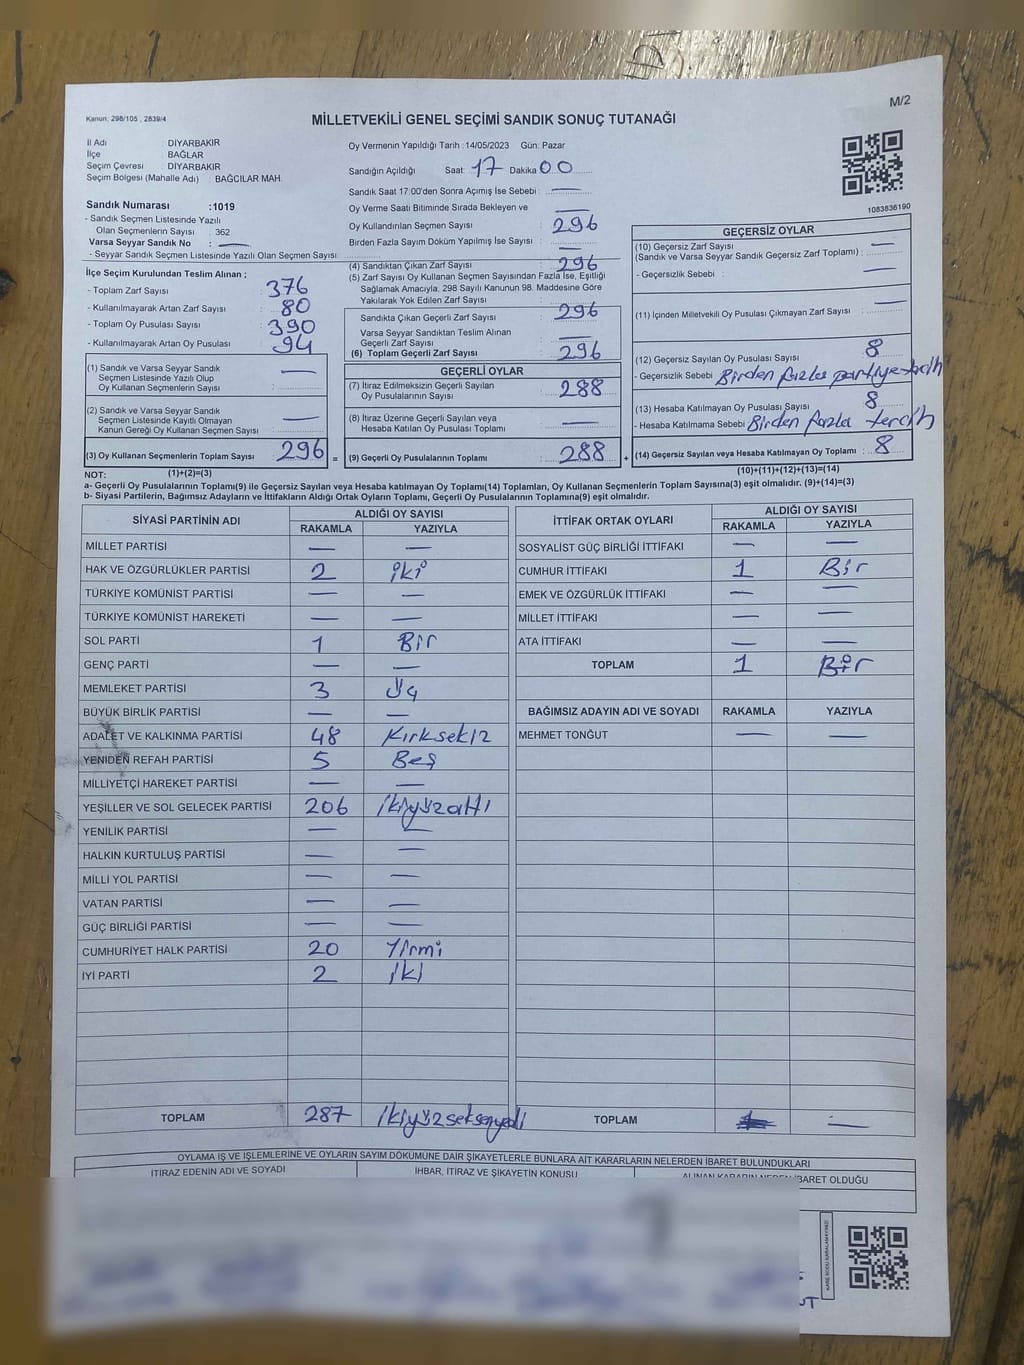 M/2
Kanun: 298/105 , 2839/4
MİLLETVEKİLİ GENEL SEÇİMİ SANDIK SONUÇ TUTANAĞI
İl Adı DİYARBAKIR
İlçe BAĞLAR
Seçim Çevresi DİYARBAKIR
Seçim Bölgesi (Mahalle Adı) : BAĞCILAR MAH.
Oy Vermenin Yapıldığı Tarih :14/05/2023 Gün: Pazar
Sandığın Açıldığı Saat: 17 Dakika 00
Sandık Saat 17:00'den Sonra Açımış İse Sebebi : —
Oy Verme Saati Bitiminde Sırada Bekleyen ve —
Oy Kullandırılan Seçmen Sayısı : 296
Birden Fazla Sayım Döküm Yapılmış İse Sayısı : —
Sandık Numarası :1019
- Sandık Seçmen Listesinde Yazılı
Olan Seçmenlerin Sayısı : 362
Varsa Seyyar Sandık No : —
- Seyyar Sandık Seçmen Listesinde Yazılı Olan Seçmen Sayısı
İlçe Seçim Kurulundan Teslim Alınan ;
- Toplam Zarf Sayısı : 376
- Kullanılmayarak Artan Zarf Sayısı : 80
- Toplam Oy Pusulası Sayısı : 390
- Kullanılmayarak Artan Oy Pusulası : 94
(1) Sandık ve Varsa Seyyar Sandık —
Seçmen Listesinde Yazılı Olup
Oy Kullanan Seçmenlerin Sayısı :
(2) Sandık ve Varsa Seyyar Sandık
Seçmen Listesinde Kayıtlı Olmayan —
Kanun Gereği Oy Kullanan Seçmen Sayısı :
(3) Oy Kullanan Seçmenlerin Toplam Sayısı : 296 =
(1)+(2)=(3)
(4) Sandıktan Çıkan Zarf Sayısı : 296
(5) Zarf Sayısı Oy Kullanan Seçmen Sayısından Fazla İse, Eşitliği
Sağlamak Amacıyla, 298 Sayılı Kanunun 98. Maddesine Göre
Yakılarak Yok Edilen Zarf Sayısı :
Sandıkta Çıkan Geçerli Zarf Sayısı : 296
Varsa Seyyar Sandıktan Teslim Alınan
Geçerli Zarf Sayısı : —
(6) Toplam Geçerli Zarf Sayısı : 296
GEÇERLİ OYLAR
(7) İtiraz Edilmeksizin Geçerli Sayılan
Oy Pusulalarının Sayısı : 288
(8) İtiraz Üzerine Geçerli Sayılan veya
Hesaba Katılan Oy Pusulası Toplamı : —
(9) Geçerli Oy Pusulalarının Toplamı : 288 +
1083836190
GEÇERSİZ OYLAR
(10) Geçersiz Zarf Sayısı : —
(Sandık ve Varsa Seyyar Sandık Geçersiz Zarf Toplamı)
- Geçersizlik Sebebi : —
(11) İçinden Milletvekili Oy Pusulası Çıkmayan Zarf Sayısı : —
(12) Geçersiz Sayılan Oy Pusulası Sayısı : 8
- Geçersizlik Sebebi : Birden fazla partiye tercih
(13) Hesaba Katılmayan Oy Pusulası Sayısı : 8
- Hesaba Katılmama Sebebi : Birden fazla tercih
(14) Geçersiz Sayılan veya Hesaba Katılmayan Oy Toplamı : 8
(10)+(11)+(12)+(13)=(14)
NOT:
a- Geçerli Oy Pusulalarının Toplamı(9) ile Geçersiz Sayılan veya Hesaba katılmayan Oy Toplamı(14) Toplamları, Oy Kullanan Seçmenlerin Toplam Sayısına(3) eşit olmalıdır. (9)+(14)=(3)
b- Siyasi Partilerin, Bağımsız Adayların ve İttifakların Aldığı Ortak Oyların Toplamı, Geçerli Oy Pusulalarının Toplamına(9) eşit olmalıdır.
SİYASİ PARTİNİN ADI ALDIĞI OY SAYISI
RAKAMLA YAZIYLA
MİLLET PARTİSİ — —
HAK VE ÖZGÜRLÜKLER PARTİSİ 2 iki
TÜRKİYE KOMÜNİST PARTİSİ — —
TÜRKİYE KOMÜNİST HAREKETİ — —
SOL PARTİ 1 Bir
GENÇ PARTİ — —
MEMLEKET PARTİSİ 3 Üç
BÜYÜK BİRLİK PARTİSİ — —
ADALET VE KALKINMA PARTİSİ 48 Kırksekiz
YENİDEN REFAH PARTİSİ 5 Beş
MİLLİYETÇİ HAREKET PARTİSİ — —
YEŞİLLER VE SOL GELECEK PARTİSİ 206 ikiyüzaltı
YENİLİK PARTİSİ — —
HALKIN KURTULUŞ PARTİSİ — —
MİLLİ YOL PARTİSİ — —
VATAN PARTİSİ — —
GÜÇ BİRLİĞİ PARTİSİ — —
CUMHURİYET HALK PARTİSİ 20 Yirmi
İYİ PARTİ 2 iki
TOPLAM 287 ikiyüzseksenyedi
İTTİFAK ORTAK OYLARI ALDIĞI OY SAYISI
RAKAMLA YAZIYLA
SOSYALİST GÜÇ BİRLİĞİ İTTİFAKI — —
CUMHUR İTTİFAKI 1 Bir
EMEK VE ÖZGÜRLÜK İTTİFAKI — —
MİLLET İTTİFAKI — —
ATA İTTİFAKI — —
TOPLAM 1 Bir
BAĞIMSIZ ADAYIN ADI VE SOYADI RAKAMLA YAZIYLA
MEHMET TONĞUT — —
TOPLAM —
OYLAMA İŞ VE İŞLEMLERİNE VE OYLARIN SAYIM DÖKÜMÜNE DAİR ŞİKAYETLERLE BUNLARA AİT KARARLARIN NELERDEN İBARET BULUNDUKLARI
İTİRAZ EDENİN ADI VE SOYADI İHBAR, İTİRAZ VE ŞİKAYETİN KONUSU ALINAN KARARIN NEDEN İBARET OLDUĞU